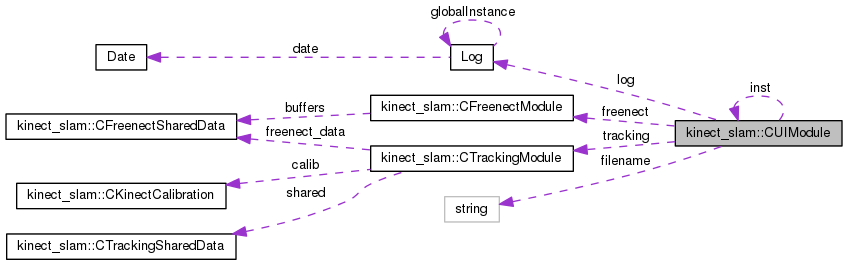 globalInstance
Date
date
Log
log
inst
buffers
kinect_slam::CFreenectModule
freenect
kinect_slam::CFreenectSharedData
freenect_data
tracking
kinect_slam::CUIModule
kinect_slam::CTrackingModule
filename
calib
kinect_slam::CKinectCalibration
shared
string
kinect_slam::CTrackingSharedData